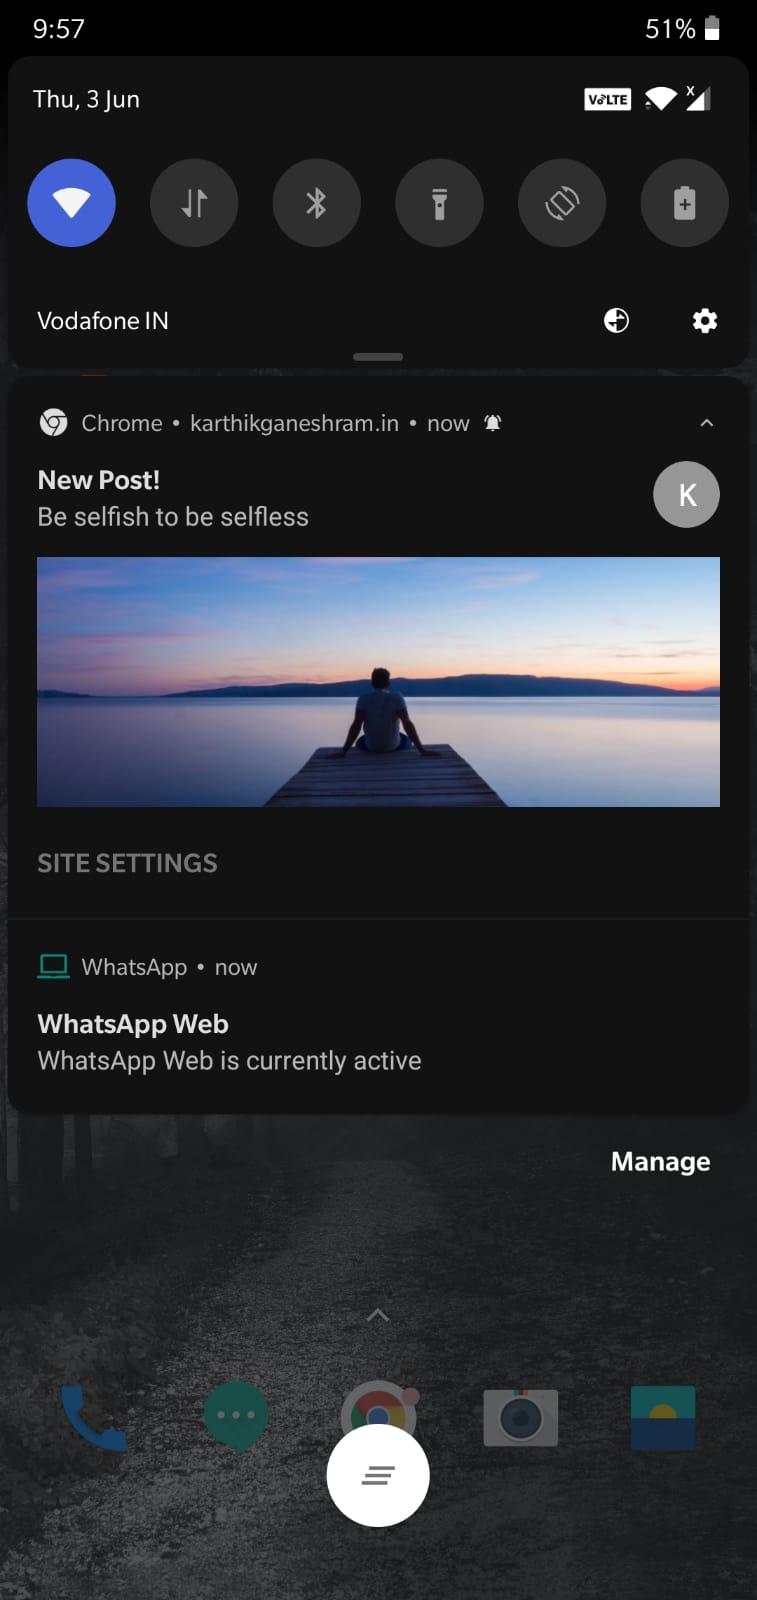 9:57
51%
Thu, 3 Jun
VoLTE
X
Vodafone IN
Chrome • karthikganeshram.in • now
New Post!
Be selfish to be selfless
K
SITE SETTINGS
WhatsApp • now
WhatsApp Web
WhatsApp Web is currently active
Manage